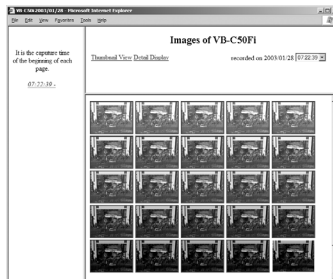 VB-C50i 2003/01/28 - Microsoft Internet Explorer
File Edit View Favorites Tools Help
It is the caputure time
of the beginning of each
page.
07:22:39 -
Images of VB-C50Fi
Thumbnail View Detail Display
recorded on 2003/01/28 07:22:39